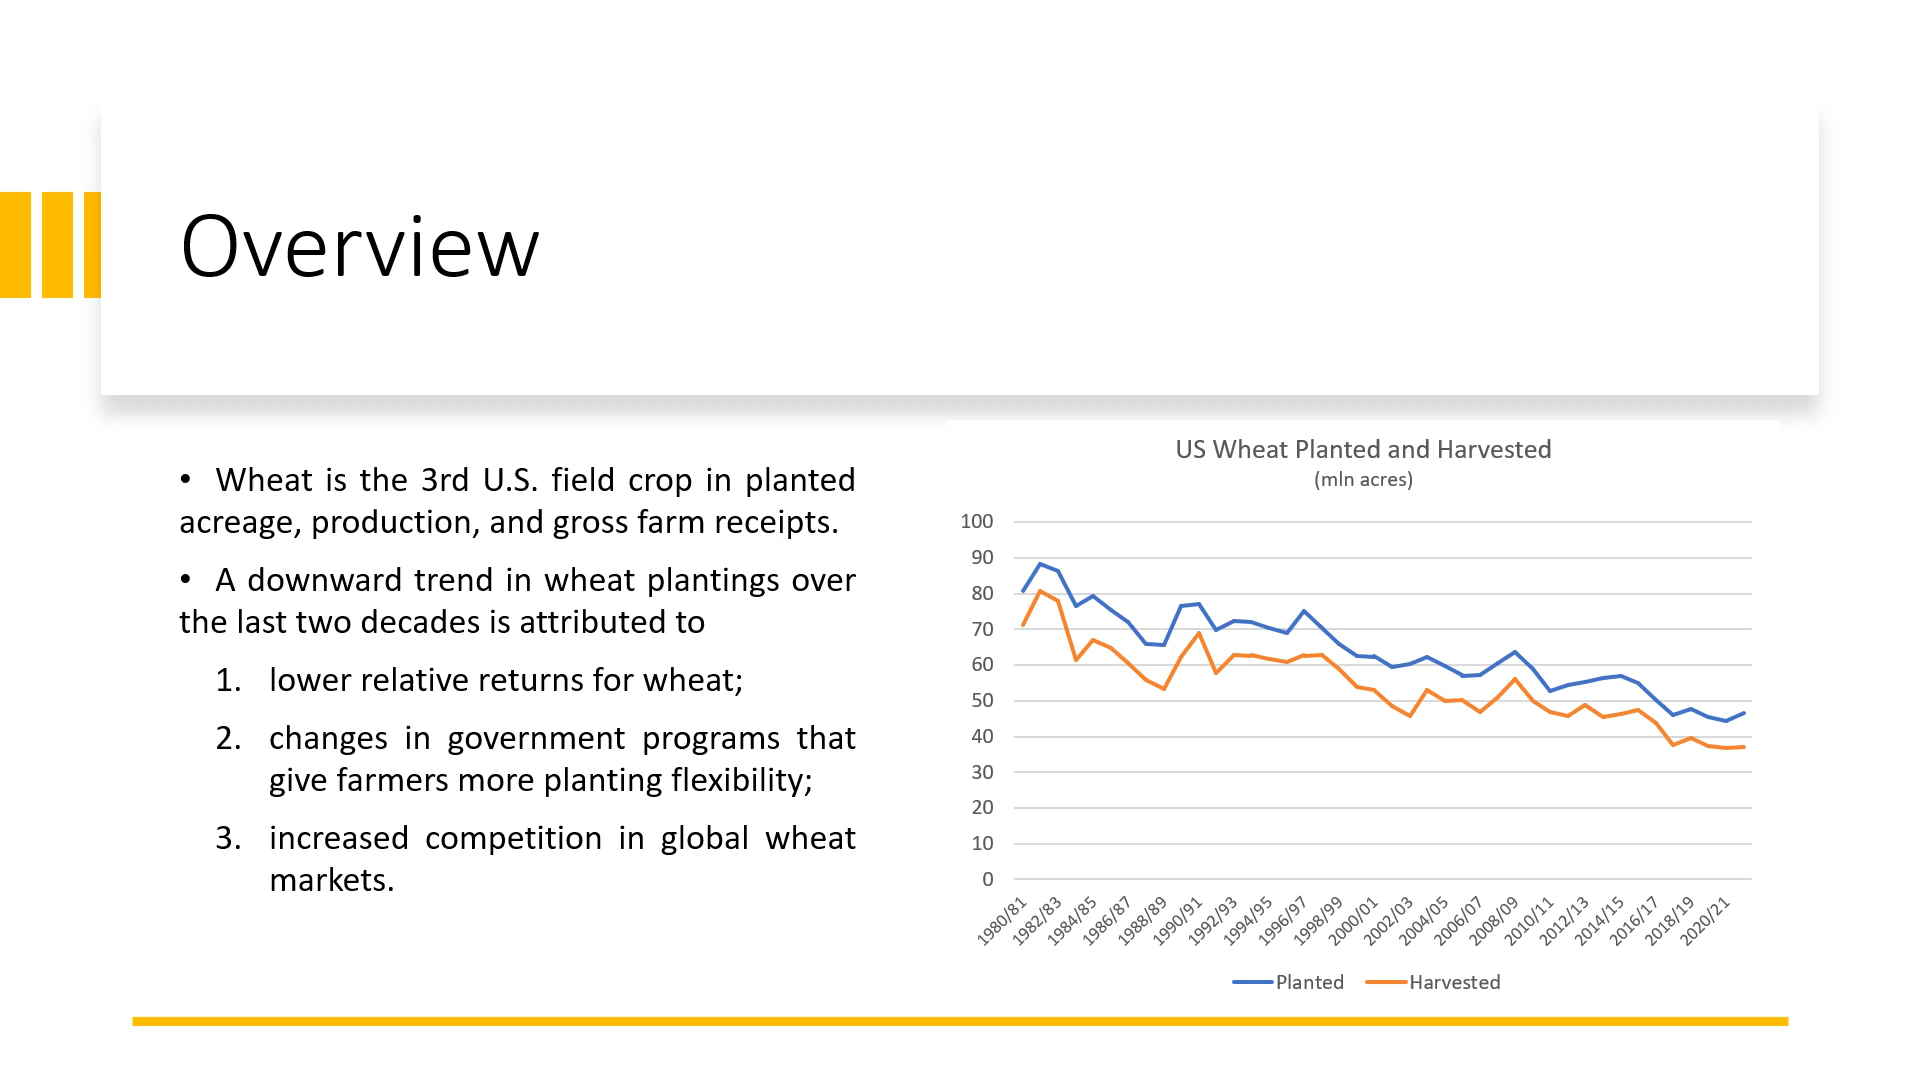 Overview
• Wheat is the 3rd U.S. field crop in planted
acreage, production, and gross farm receipts.
• A downward trend in wheat plantings over
the last two decades is attributed to
1. lower relative returns for wheat;
2. changes in government programs that
give farmers more planting flexibility;
3. increased competition in global wheat
markets.
US Wheat Planted and Harvested
(mln acres)
100
90
80
70
60
50
40
30
20
10
0
1980/81
1982/83
1984/85
1986/87
1988/89
1990/91
1992/93
1994/95
1996/97
1998/99
2000/01
2002/03
2004/05
2006/07
2008/09
2010/11
2012/13
2014/15
2016/17
2018/19
2020/21
Planted Harvested